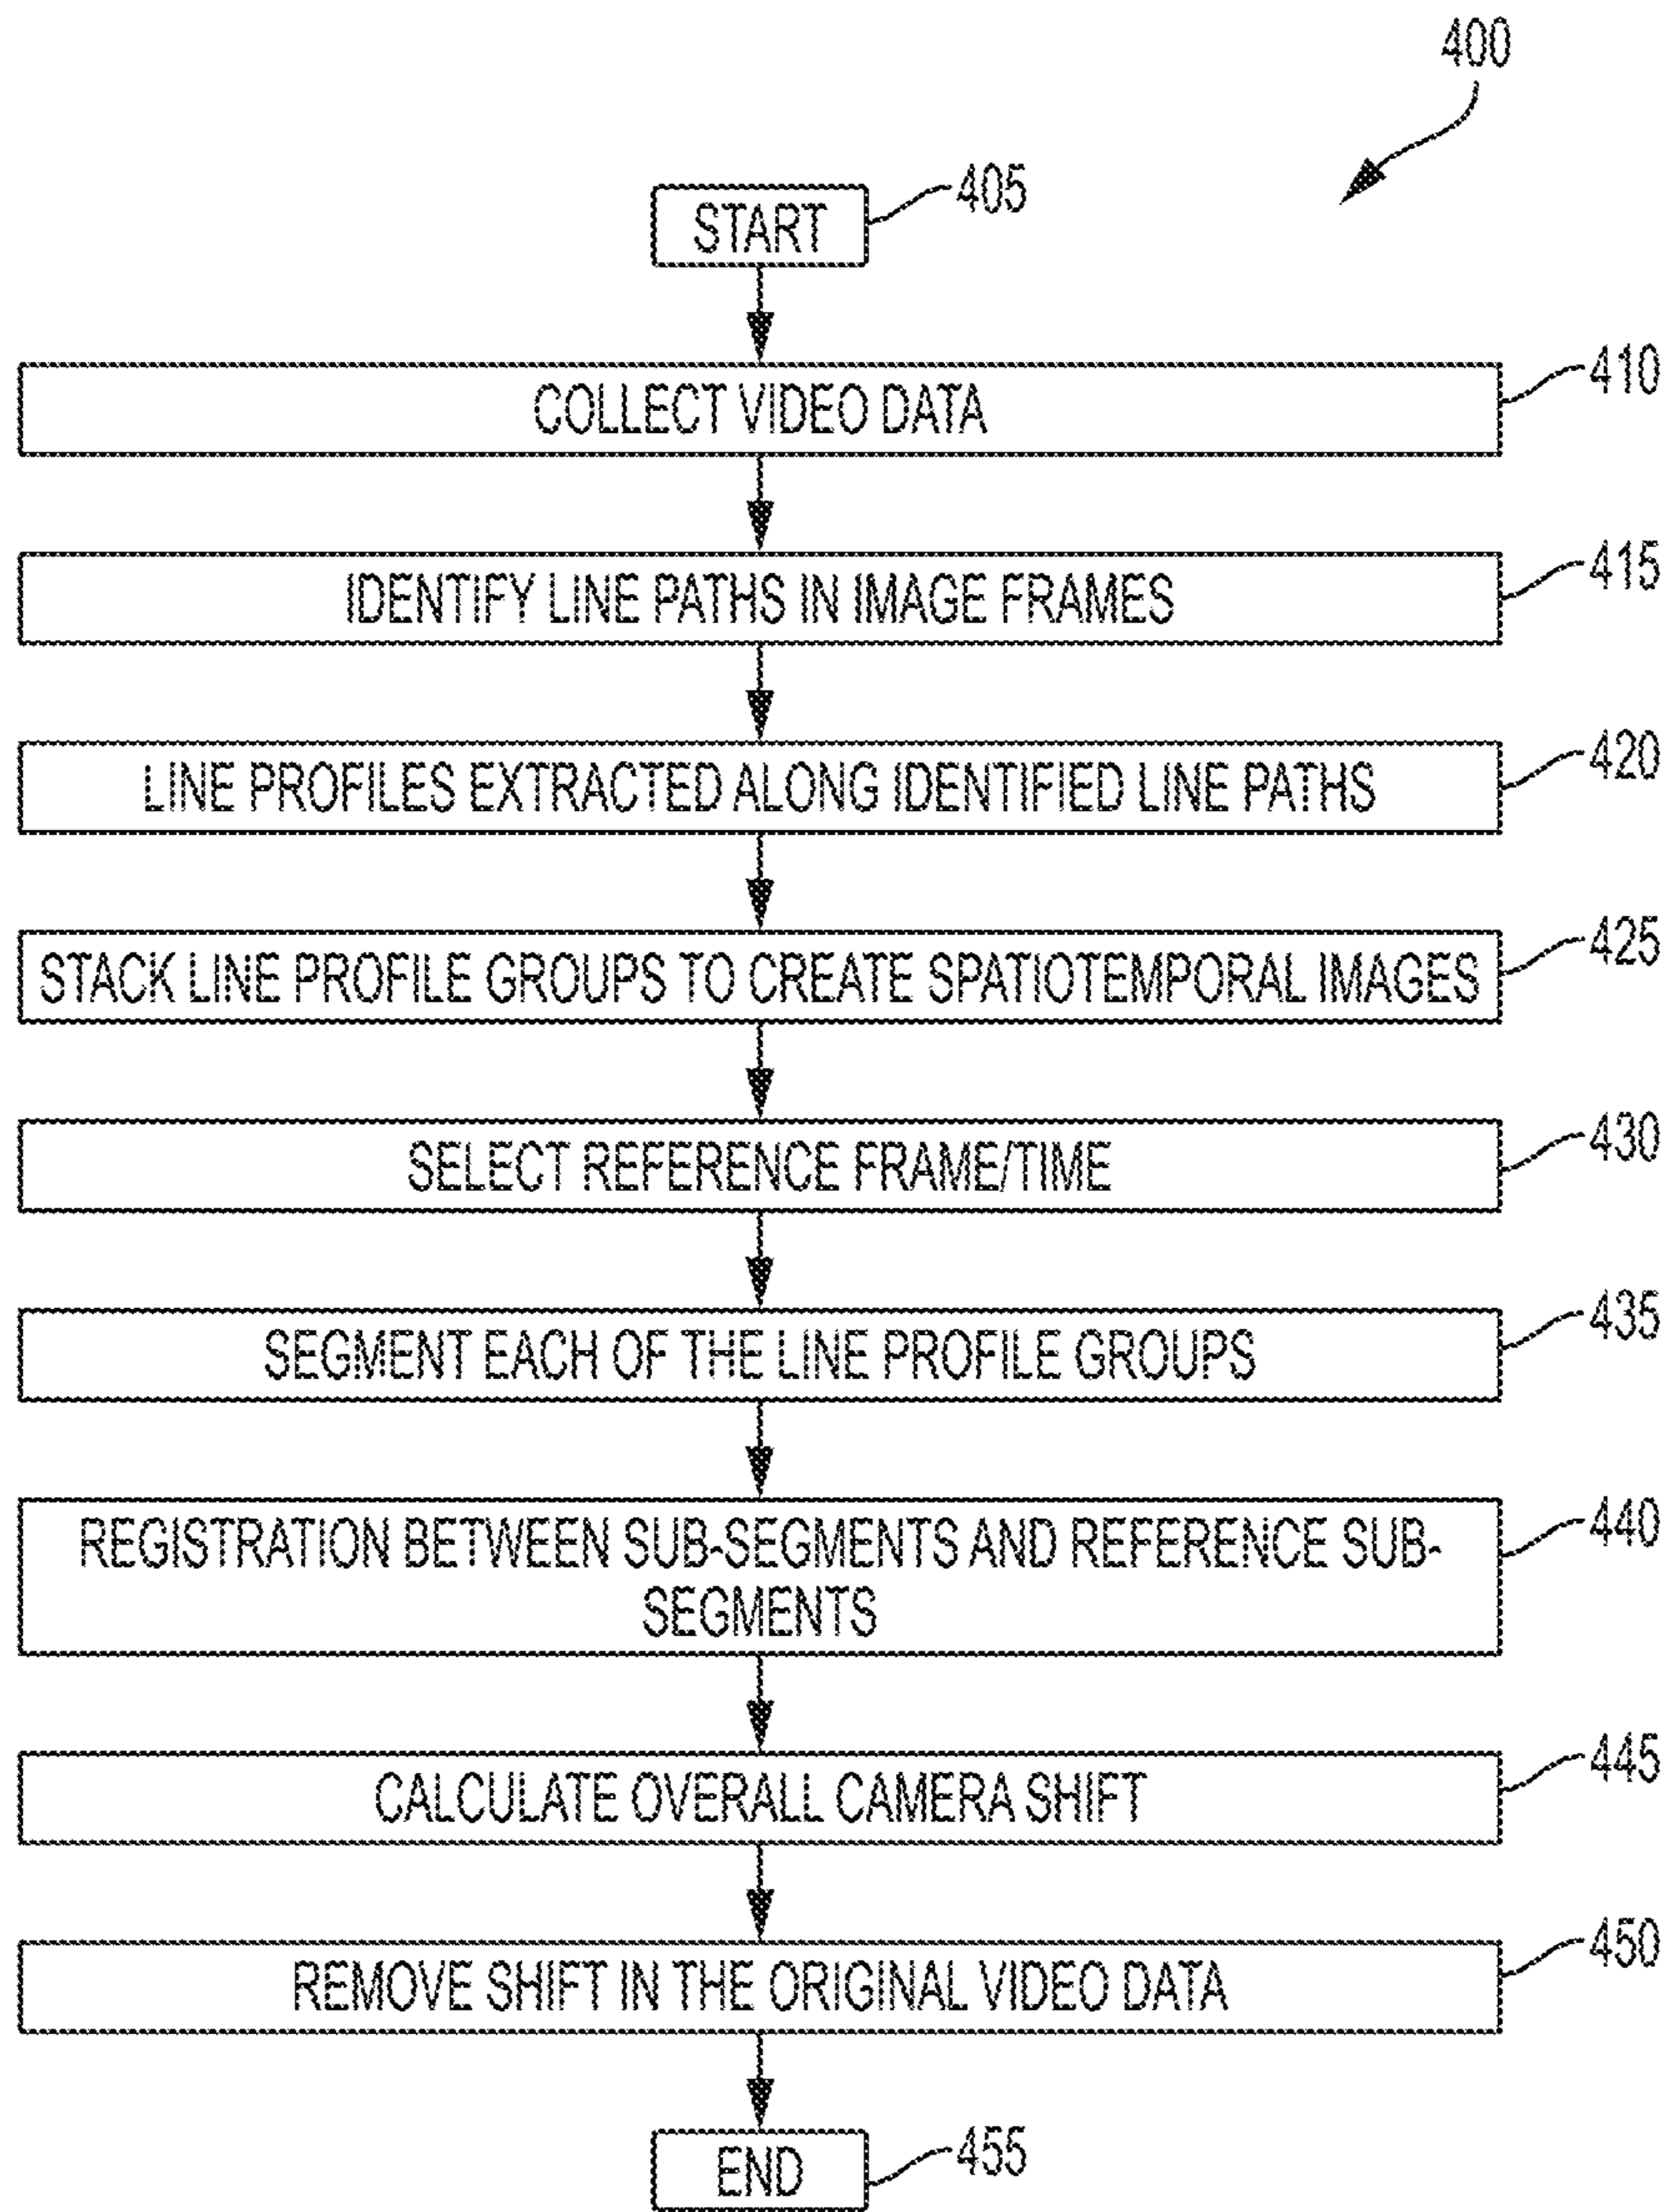 400
START
405
COLLECT VIDEO DATA
410
IDENTIFY LINE PATHS IN IMAGE FRAMES
415
LINE PROFILES EXTRACTED ALONG IDENTIFIED LINE PATHS
420
STACK LINE PROFILE GROUPS TO CREATE SPATIOTEMPORAL IMAGES
425
SELECT REFERENCE FRAME/TIME
430
SEGMENT EACH OF THE LINE PROFILE GROUPS
435
REGISTRATION BETWEEN SUB-SEGMENTS AND REFERENCE SUB-
SEGMENTS
440
CALCULATE OVERALL CAMERA SHIFT
445
REMOVE SHIFT IN THE ORIGINAL VIDEO DATA
450
END
455